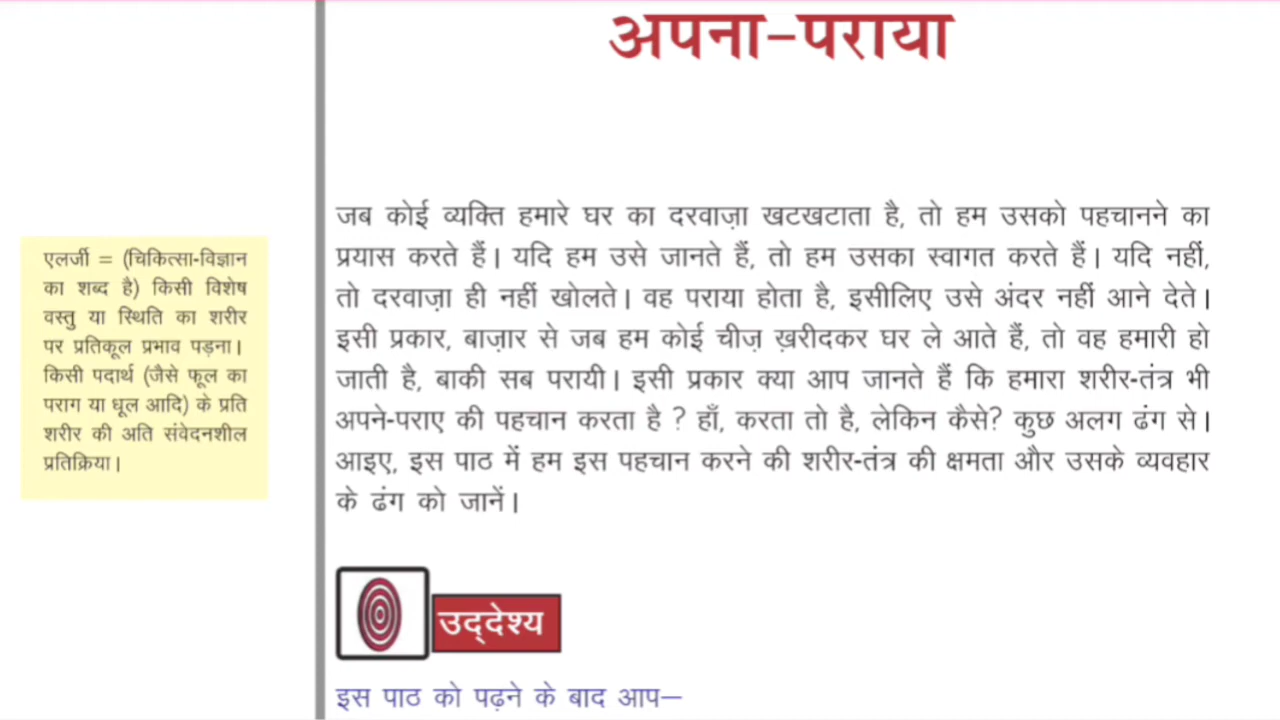 अपना-पराया
जब कोई व्यक्ति हमारे घर का दरवाज़ा खटखटाता है, तो हम उसको पहचानने का
प्रयास करते हैं। यदि हम उसे जानते हैं, तो हम उसका स्वागत करते हैं। यदि नहीं,
तो दरवाज़ा ही नहीं खोलते। वह पराया होता है, इसीलिए उसे अंदर नहीं आने देते।
इसी प्रकार, बाज़ार से जब हम कोई चीज़ ख़रीदकर घर ले आते हैं, तो वह हमारी हो
जाती है, बाकी सब परायी। इसी प्रकार क्या आप जानते हैं कि हमारा शरीर-तंत्र भी
अपने-पराए की पहचान करता है ? हाँ, करता तो है, लेकिन कैसे? कुछ अलग ढंग से।
आइए, इस पाठ में हम इस पहचान करने की शरीर-तंत्र की क्षमता और उसके व्यवहार
के ढंग को जानें।
एलर्जी = (चिकित्सा-विज्ञान
का शब्द है) किसी विशेष
वस्तु या स्थिति का शरीर
पर प्रतिकूल प्रभाव पड़ना।
किसी पदार्थ (जैसे फूल का
पराग या धूल आदि) के प्रति
शरीर की अति संवेदनशील
प्रतिक्रिया।
उद्देश्य
इस पाठ को पढ़ने के बाद आप—